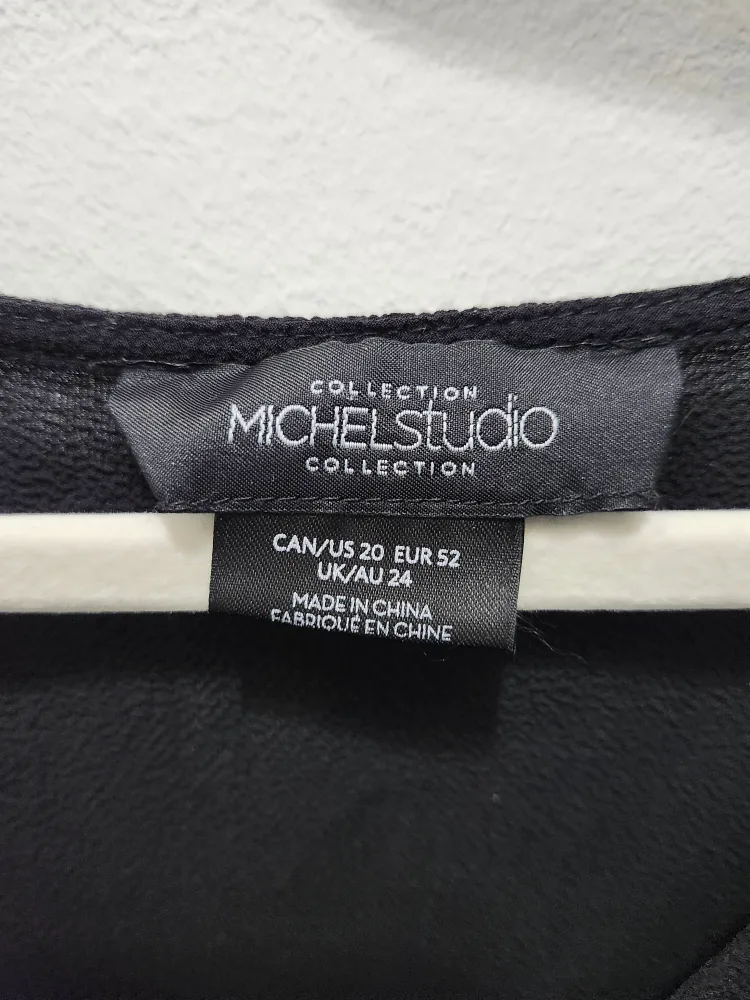 COLLECTION
MICHELstudio
COLLECTION
CAN/US 20 EUR 52
UK/AU 24
MADE IN CHINA
FABRIQUÉ EN CHINE